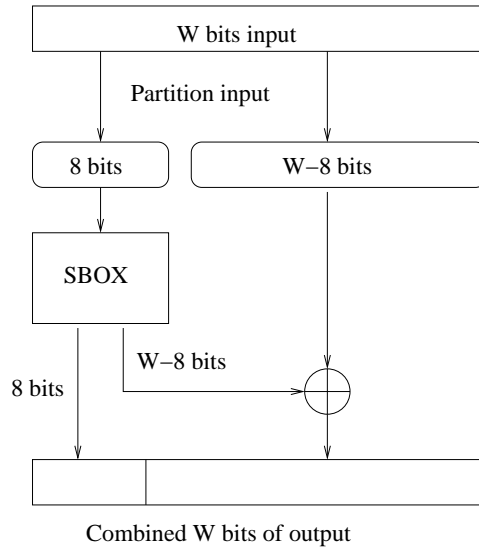 W bits input
Partition input
8 bits
W−8 bits
SBOX
W−8 bits
8 bits
Combined W bits of output